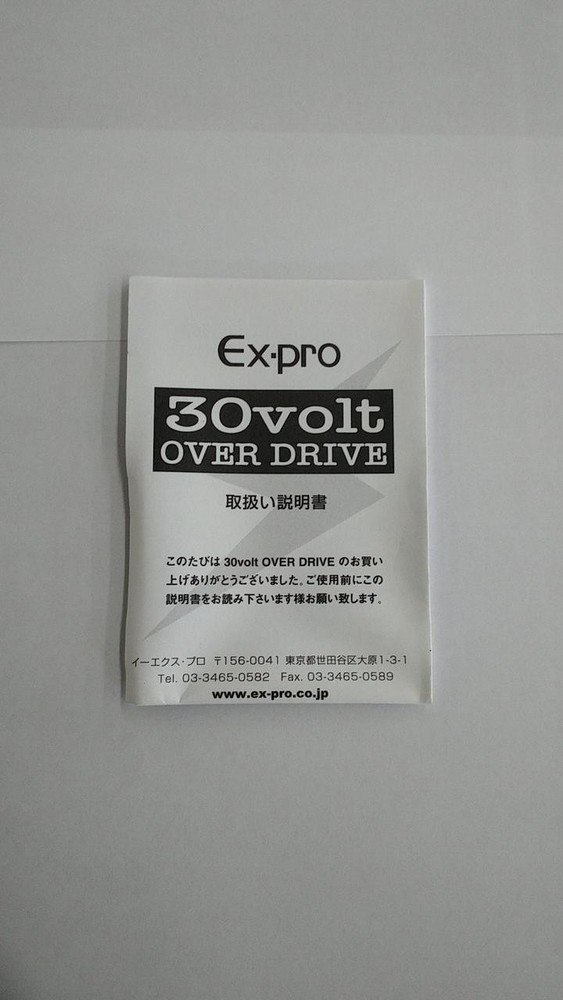 Ex·pro
30volt
OVER DRIVE
取扱い説明書
このたびは 30volt OVER DRIVE のお買い
上げありがとうございました。ご使用前にこの
説明書をお読み下さいます様お願い致します。
イーエクス・プロ 〒156-0041 東京都世田谷区大原1-3-1
Tel. 03-3465-0582 Fax. 03-3465-0589
www.ex-pro.co.jp